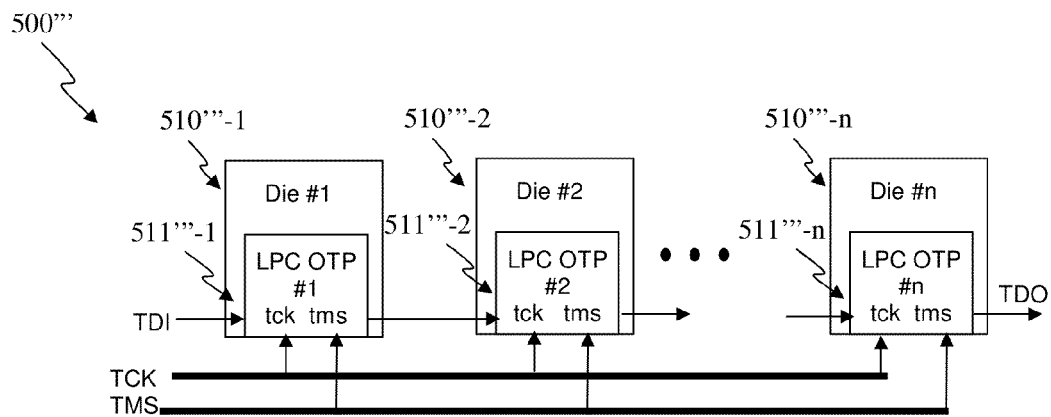 500’’’
510’’’-1
510’’’-2
510’’’-n
Die #1
Die #2
Die #n
511’’’-1
511’’’-2
511’’’-n
LPC OTP
#1
LPC OTP
#2
LPC OTP
#n
TDI
tck tms
tck tms
tck tms
TDO
TCK
TMS